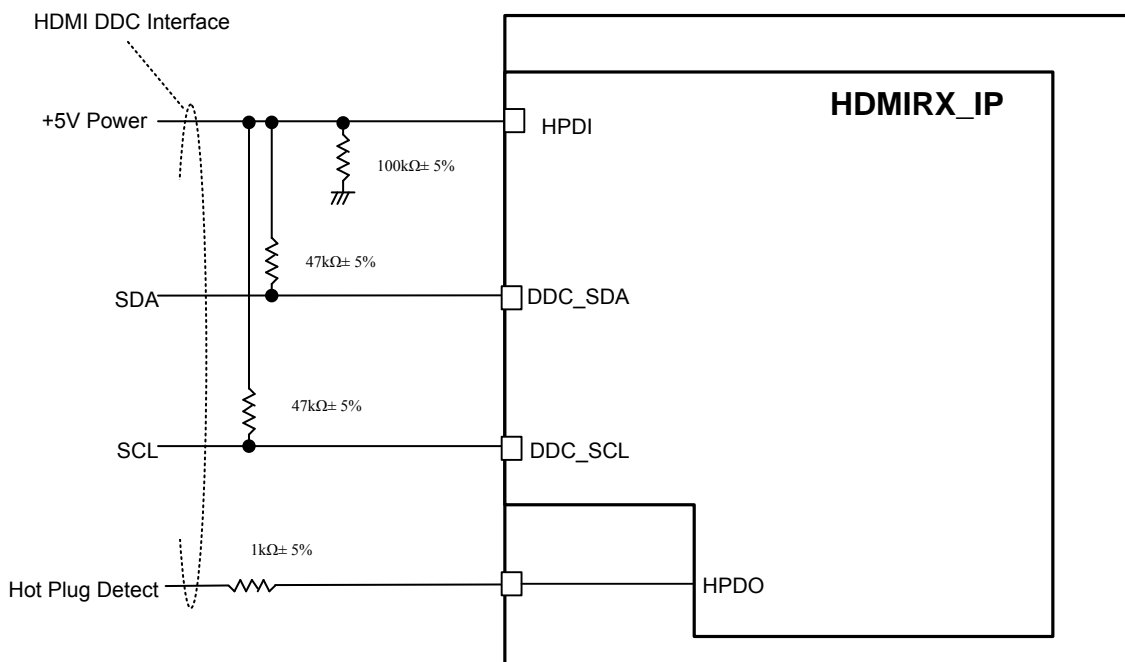 HDMI DDC Interface
HDMIRX_IP
+5V Power
HPDI
100kΩ± 5%
47kΩ± 5%
SDA
DDC_SDA
47kΩ± 5%
SCL
DDC_SCL
1kΩ± 5%
Hot Plug Detect
HPDO